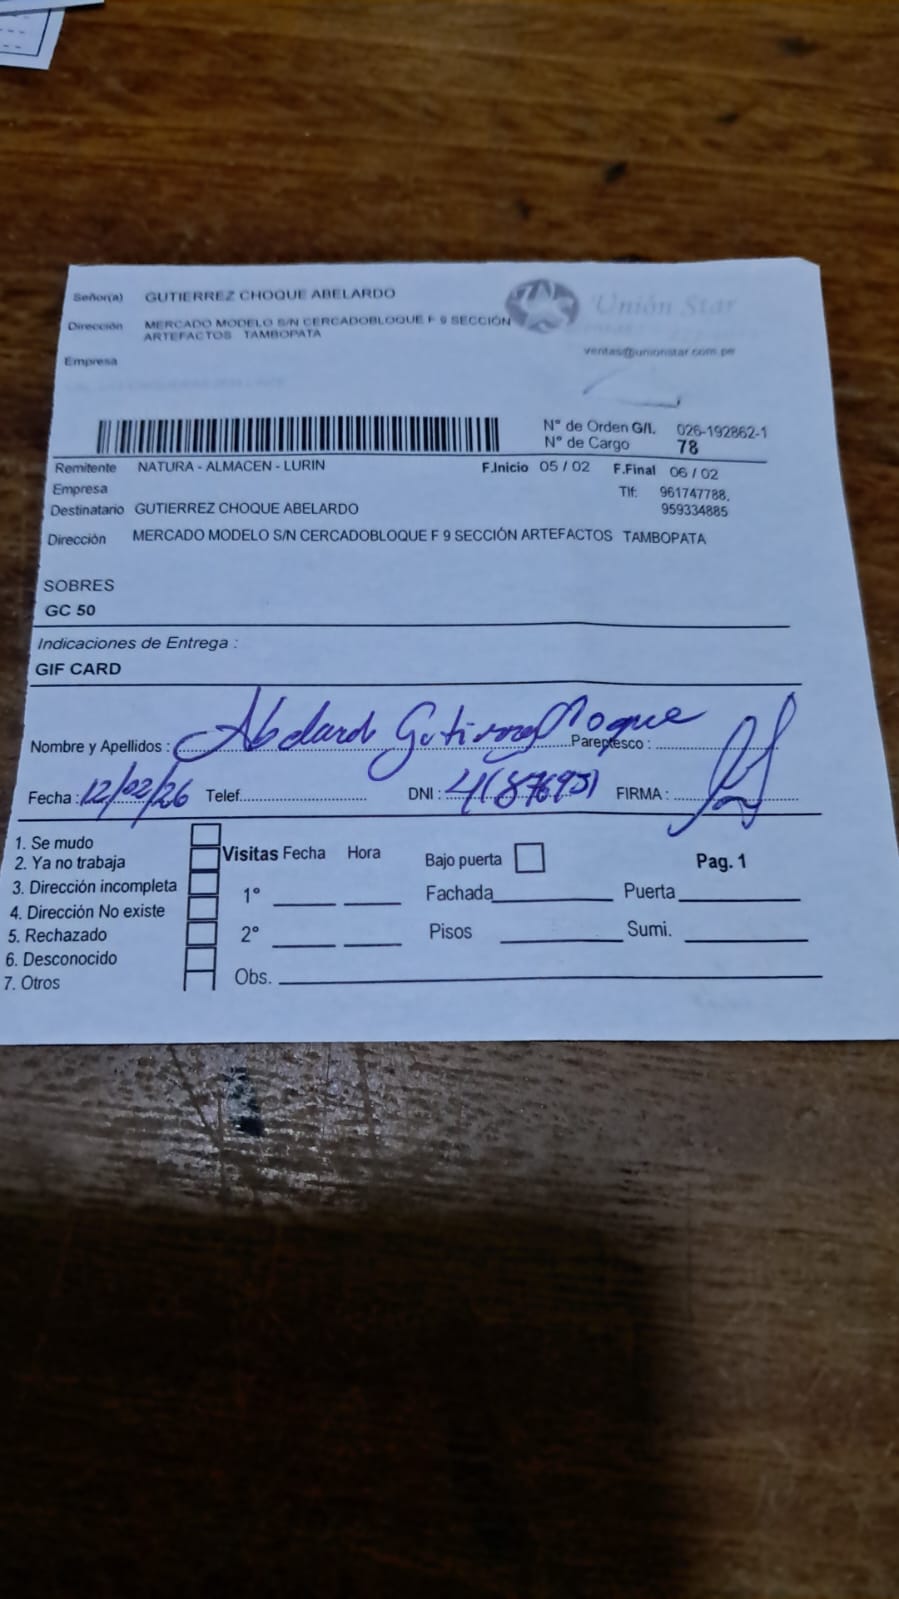 Señor(a) GUTIERREZ CHOQUE ABELARDO
Unión Star
Dirección MERCADO MODELO S/N CERCADOBLOQUE F 9 SECCIÓN
ARTEFACTOS TAMBOPATA
ventas@unionstar.com.pe
Empresa
N° de Orden G/I. 026-192862-1
N° de Cargo 78
Remitente NATURA - ALMACEN - LURIN F.Inicio 05 / 02 F.Final 06 / 02
Empresa Tlf: 961747788,
Destinatario GUTIERREZ CHOQUE ABELARDO 959334885
Dirección MERCADO MODELO S/N CERCADOBLOQUE F 9 SECCIÓN ARTEFACTOS TAMBOPATA
SOBRES
GC 50
Indicaciones de Entrega :
GIF CARD
Nombre y Apellidos : Parentesco :
Fecha : 12/02/26 Telef. DNI : FIRMA :
1. Se mudo
2. Ya no trabaja
3. Dirección incompleta
4. Dirección No existe
5. Rechazado
6. Desconocido
7. Otros
Visitas Fecha Hora Bajo puerta Pag. 1
1° Fachada Puerta
2° Pisos Sumi.
Obs.